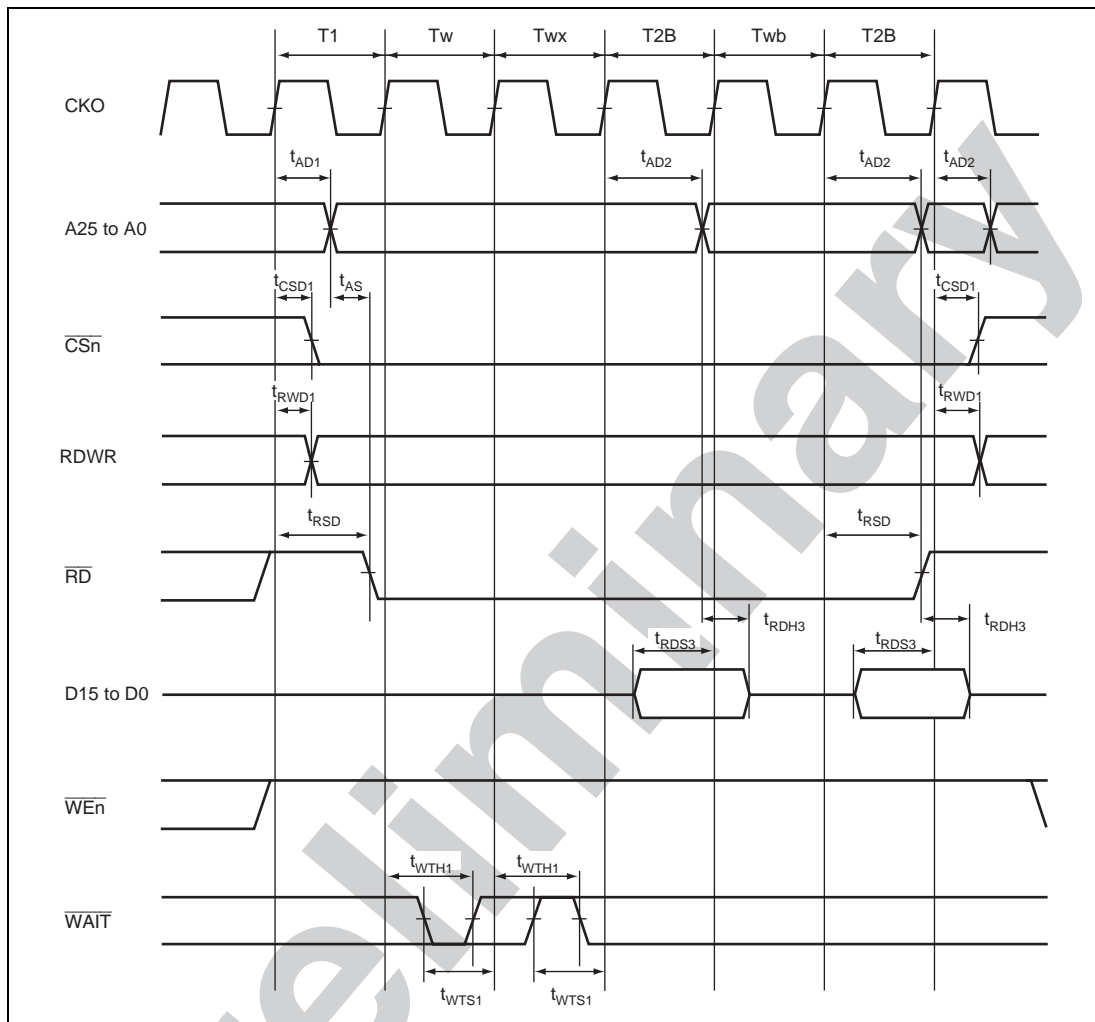 T1 Tw Twx T2B Twb T2B
CKO
tAD1 tAD2 tAD2 tAD2
A25 to A0
tCSD1 tAS tCSD1
CSn
tRWD1 tRWD1
RDWR
tRSD tRSD
RD
tRDH3 tRDH3
tRDS3 tRDS3
D15 to D0
WEn
tWTH1 tWTH1
WAIT
tWTS1 tWTS1
eliminary